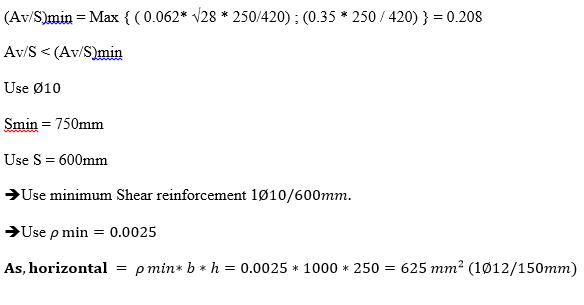 (Av/S)min = Max { ( 0.062* √28 * 250/420) ; (0.35 * 250 / 420) } = 0.208
Av/S < (Av/S)min
Use Ø10
Smin = 750mm
Use S = 600mm
➔Use minimum Shear reinforcement 1Ø10/600mm.
➔Use ρ min = 0.0025
As, horizontal = ρ min∗ b ∗ h = 0.0025 ∗ 1000 ∗ 250 = 625 mm² (1Ø12/150mm)